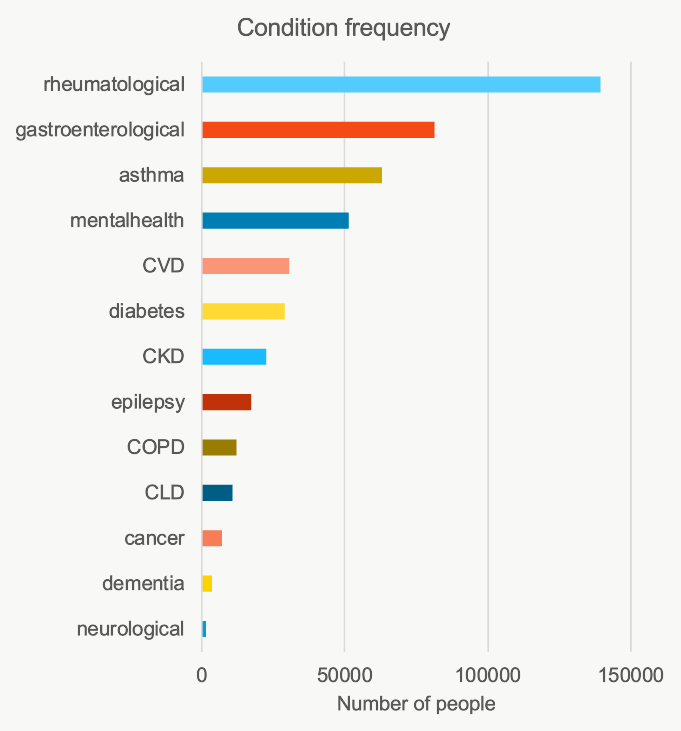 Condition frequency
rheumatological
gastroenterological
asthma
mentalhealth
CVD
diabetes
CKD
epilepsy
COPD
CLD
cancer
dementia
neurological
0 50000 100000 150000
Number of people